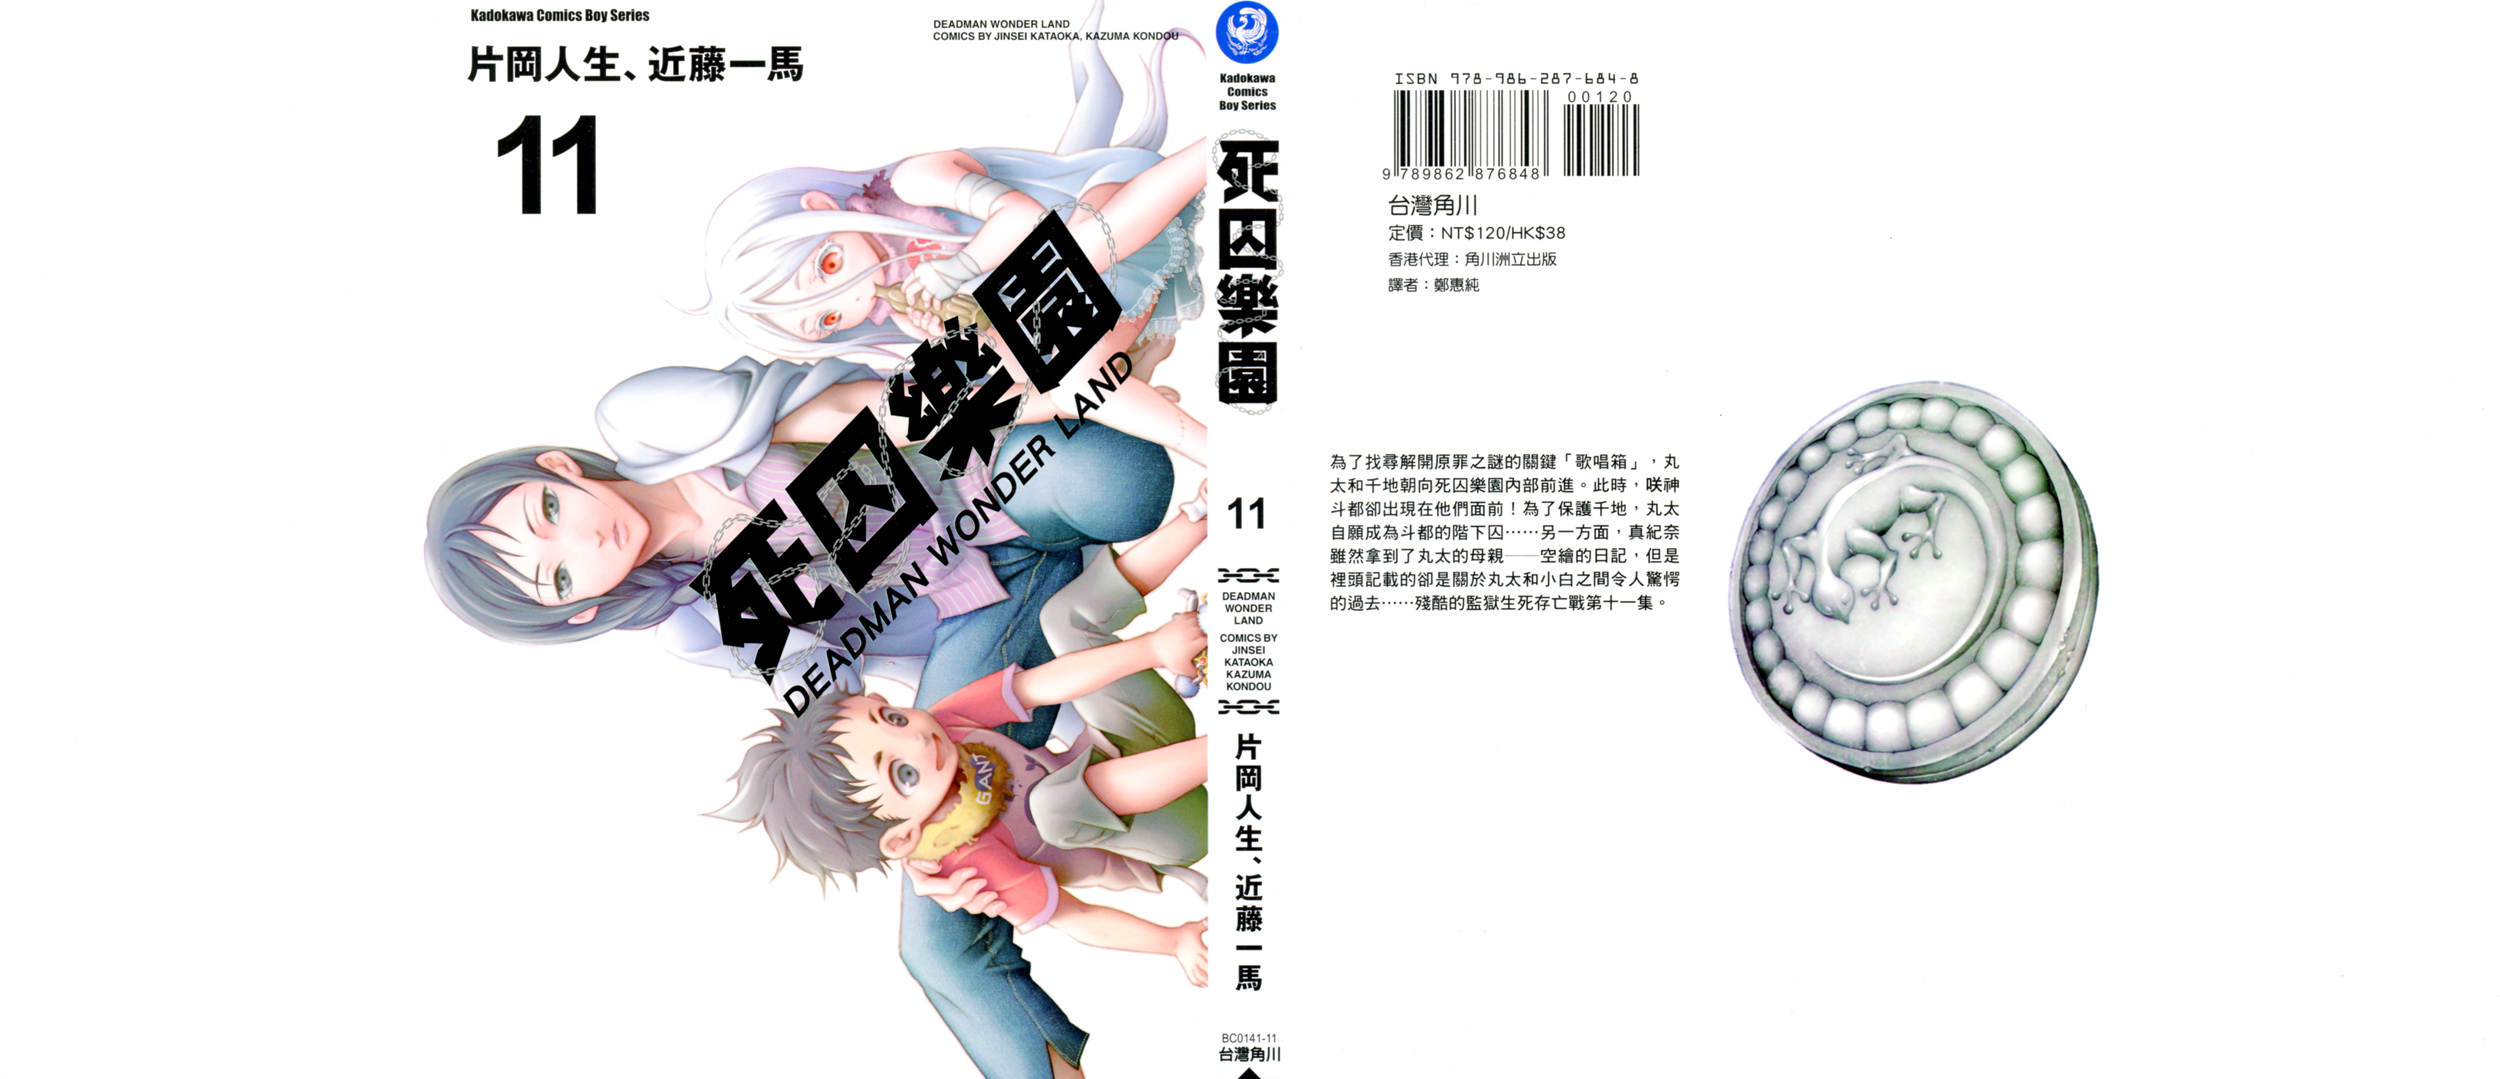 Kadokawa Comics Boy Series
片岡人生、近藤一馬
11
DEADMAN WONDER LAND
COMICS BY JINSEI KATAOKA, KAZUMA KONDOU
死囚樂園
DEADMAN WONDER LAND
GANT
Kadokawa
Comics
Boy Series
死囚樂園
11
DEADMAN
WONDER
LAND
COMICS BY
JINSEI
KATAOKA
KAZUMA
KONDOU
片岡人生、近藤一馬
BC0141-11
台灣角川
ISBN 978-986-287-684-8
00120
9 789862 876848
台灣角川
定價：NT$120/HK$38
香港代理：角川洲立出版
譯者：鄭惠純
為了找尋解開原罪之謎的關鍵「歌唱箱」，丸
太和千地朝向死囚樂園內部前進。此時，咲神
斗都卻出現在他們面前！為了保護千地，丸太
自願成為斗都的階下囚……另一方面，真紀奈
雖然拿到了丸太的母親──空繪的日記，但是
裡頭記載的卻是關於丸太和小白之間令人驚愕
的過去……殘酷的監獄生死存亡戰第十一集。